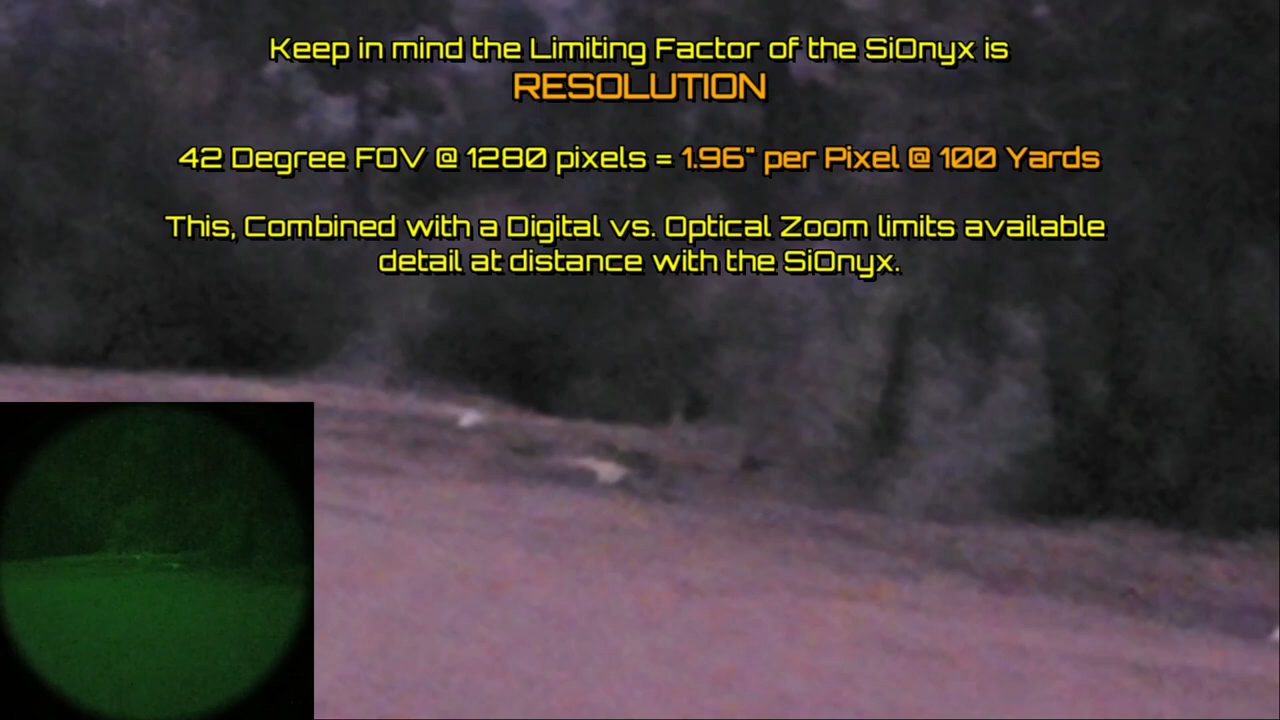 Keep in mind the Limiting Factor of the SiOnyx is
RESOLUTION
42 Degree FOV @ 1280 pixels = 1.96" per Pixel @ 100 Yards
This, Combined with a Digital vs. Optical Zoom limits available
detail at distance with the SiOnyx.